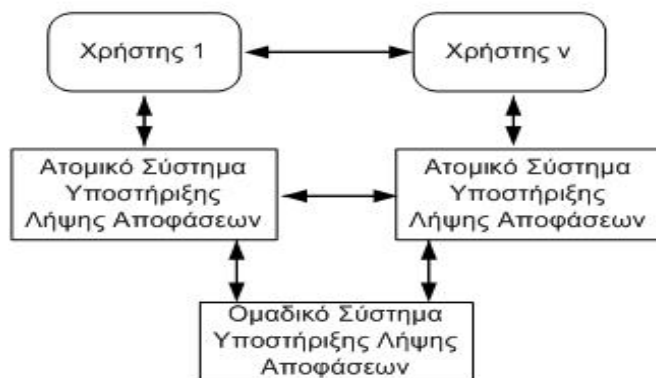 Χρήστης 1
Χρήστης ν
Ατομικό Σύστημα
Υποστήριξης
Λήψης Αποφάσεων
Ατομικό Σύστημα
Υποστήριξης
Λήψης Αποφάσεων
Ομαδικό Σύστημα
Υποστήριξης Λήψης
Αποφάσεων